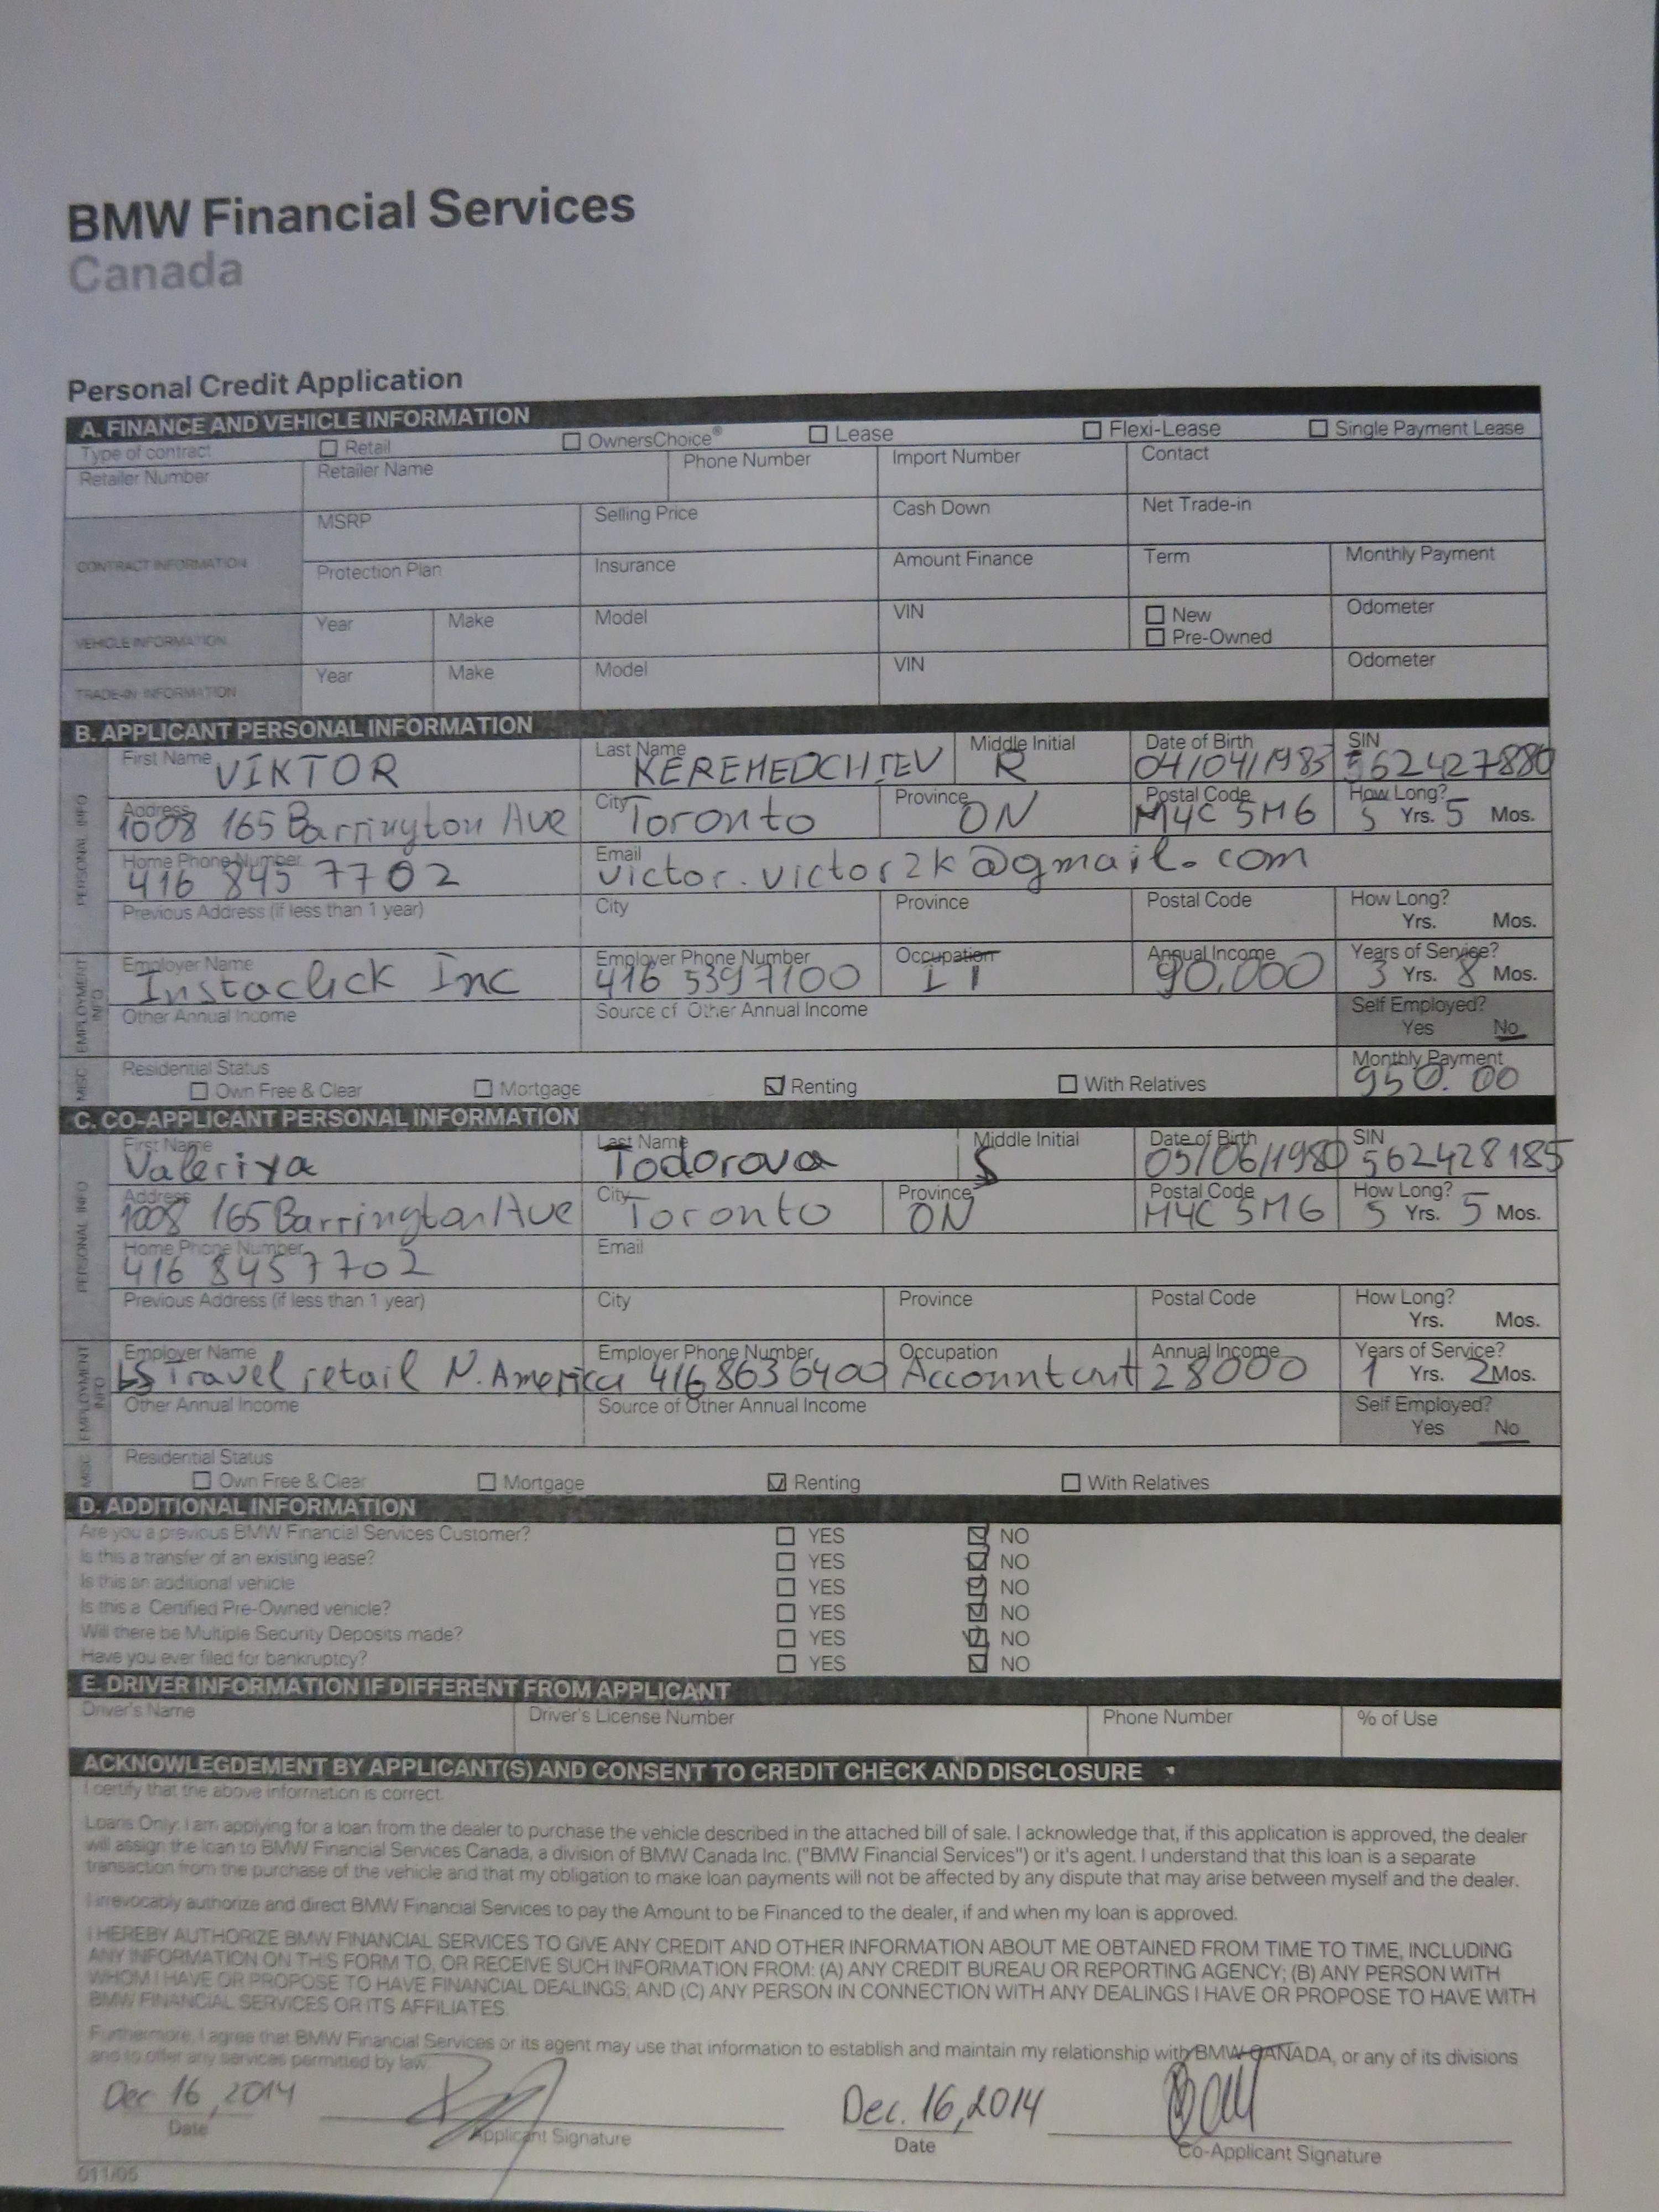 BMW Financial Services
Canada
Personal Credit Application
A. FINANCE AND VEHICLE INFORMATION
Type of contract ☐ Retail ☐ OwnersChoice® ☐ Lease ☐ Flexi-Lease ☐ Single Payment Lease
Retailer Number Retailer Name Phone Number Import Number Contact
CONTRACT INFORMATION
MSRP Selling Price Cash Down Net Trade-in
Protection Plan Insurance Amount Finance Term Monthly Payment
VEHICLE INFORMATION
Year Make Model VIN ☐ New ☐ Pre-Owned Odometer
TRADE-IN INFORMATION
Year Make Model VIN Odometer
B. APPLICANT PERSONAL INFORMATION
PERSONAL INFO
First Name Last Name Middle Initial Date of Birth SIN
VIKTOR R 562427880
Address City Province Postal Code How Long?
1008 165 Barrington Ave Toronto ON M4C 5M6 5 Yrs. 5 Mos.
Home Phone Number Email
416 845 7702 victor.victor2k@gmail.com
Previous Address (if less than 1 year) City Province Postal Code How Long?
Yrs. Mos.
EMPLOYMENT INFO
Employer Name Employer Phone Number Occupation Annual Income Years of Service?
Instaclick Inc 416 5397100 IT 90,000 3 Yrs. 8 Mos.
Other Annual Income Source of Other Annual Income Self Employed?
Yes No
MISC
Residential Status Monthly Payment
☐ Own Free & Clear ☐ Mortgage ☑ Renting ☐ With Relatives 950.00
C. CO-APPLICANT PERSONAL INFORMATION
PERSONAL INFO
First Name Last Name Middle Initial Date of Birth SIN
Valeriya Todorova S 05/06/1980 562428185
Address City Province Postal Code How Long?
1008 165 Barrington Ave Toronto ON M4C 5M6 5 Yrs. 5 Mos.
Home Phone Number Email
416 8457702
Previous Address (if less than 1 year) City Province Postal Code How Long?
Yrs. Mos.
EMPLOYMENT INFO
Employer Name Employer Phone Number Occupation Annual Income Years of Service?
LS Travel retail N. America 416 8636400 Accountant 28000 1 Yrs. 2 Mos.
Other Annual Income Source of Other Annual Income Self Employed?
Yes No
MISC
Residential Status
☐ Own Free & Clear ☐ Mortgage ☑ Renting ☐ With Relatives
D. ADDITIONAL INFORMATION
Are you a previous BMW Financial Services Customer? ☐ YES ☑ NO
Is this a transfer of an existing lease? ☐ YES ☑ NO
Is this an additional vehicle ☐ YES ☑ NO
Is this a Certified Pre-Owned vehicle? ☐ YES ☑ NO
Will there be Multiple Security Deposits made? ☐ YES ☑ NO
Have you ever filed for bankruptcy? ☐ YES ☑ NO
E. DRIVER INFORMATION IF DIFFERENT FROM APPLICANT
Driver's Name Driver's License Number Phone Number % of Use
ACKNOWLEGDEMENT BY APPLICANT(S) AND CONSENT TO CREDIT CHECK AND DISCLOSURE
I certify that the above information is correct.
Loans Only: I am applying for a loan from the dealer to purchase the vehicle described in the attached bill of sale. I acknowledge that, if this application is approved, the dealer
will assign the loan to BMW Financial Services Canada, a division of BMW Canada Inc. ("BMW Financial Services") or it's agent. I understand that this loan is a separate
transaction from the purchase of the vehicle and that my obligation to make loan payments will not be affected by any dispute that may arise between myself and the dealer.
I irrevocably authorize and direct BMW Financial Services to pay the Amount to be Financed to the dealer, if and when my loan is approved.
I HEREBY AUTHORIZE BMW FINANCIAL SERVICES TO GIVE ANY CREDIT AND OTHER INFORMATION ABOUT ME OBTAINED FROM TIME TO TIME, INCLUDING
ANY INFORMATION ON THIS FORM TO, OR RECEIVE SUCH INFORMATION FROM: (A) ANY CREDIT BUREAU OR REPORTING AGENCY; (B) ANY PERSON WITH
WHOM I HAVE OR PROPOSE TO HAVE FINANCIAL DEALINGS; AND (C) ANY PERSON IN CONNECTION WITH ANY DEALINGS I HAVE OR PROPOSE TO HAVE WITH
BMW FINANCIAL SERVICES OR ITS AFFILIATES.
Furthermore, I agree that BMW Financial Services or its agent may use that information to establish and maintain my relationship with BMW CANADA, or any of its divisions
and to offer any services permitted by law.
Dec 16, 2014 Dec. 16, 2014
Date Applicant Signature Date Co-Applicant Signature
011/05